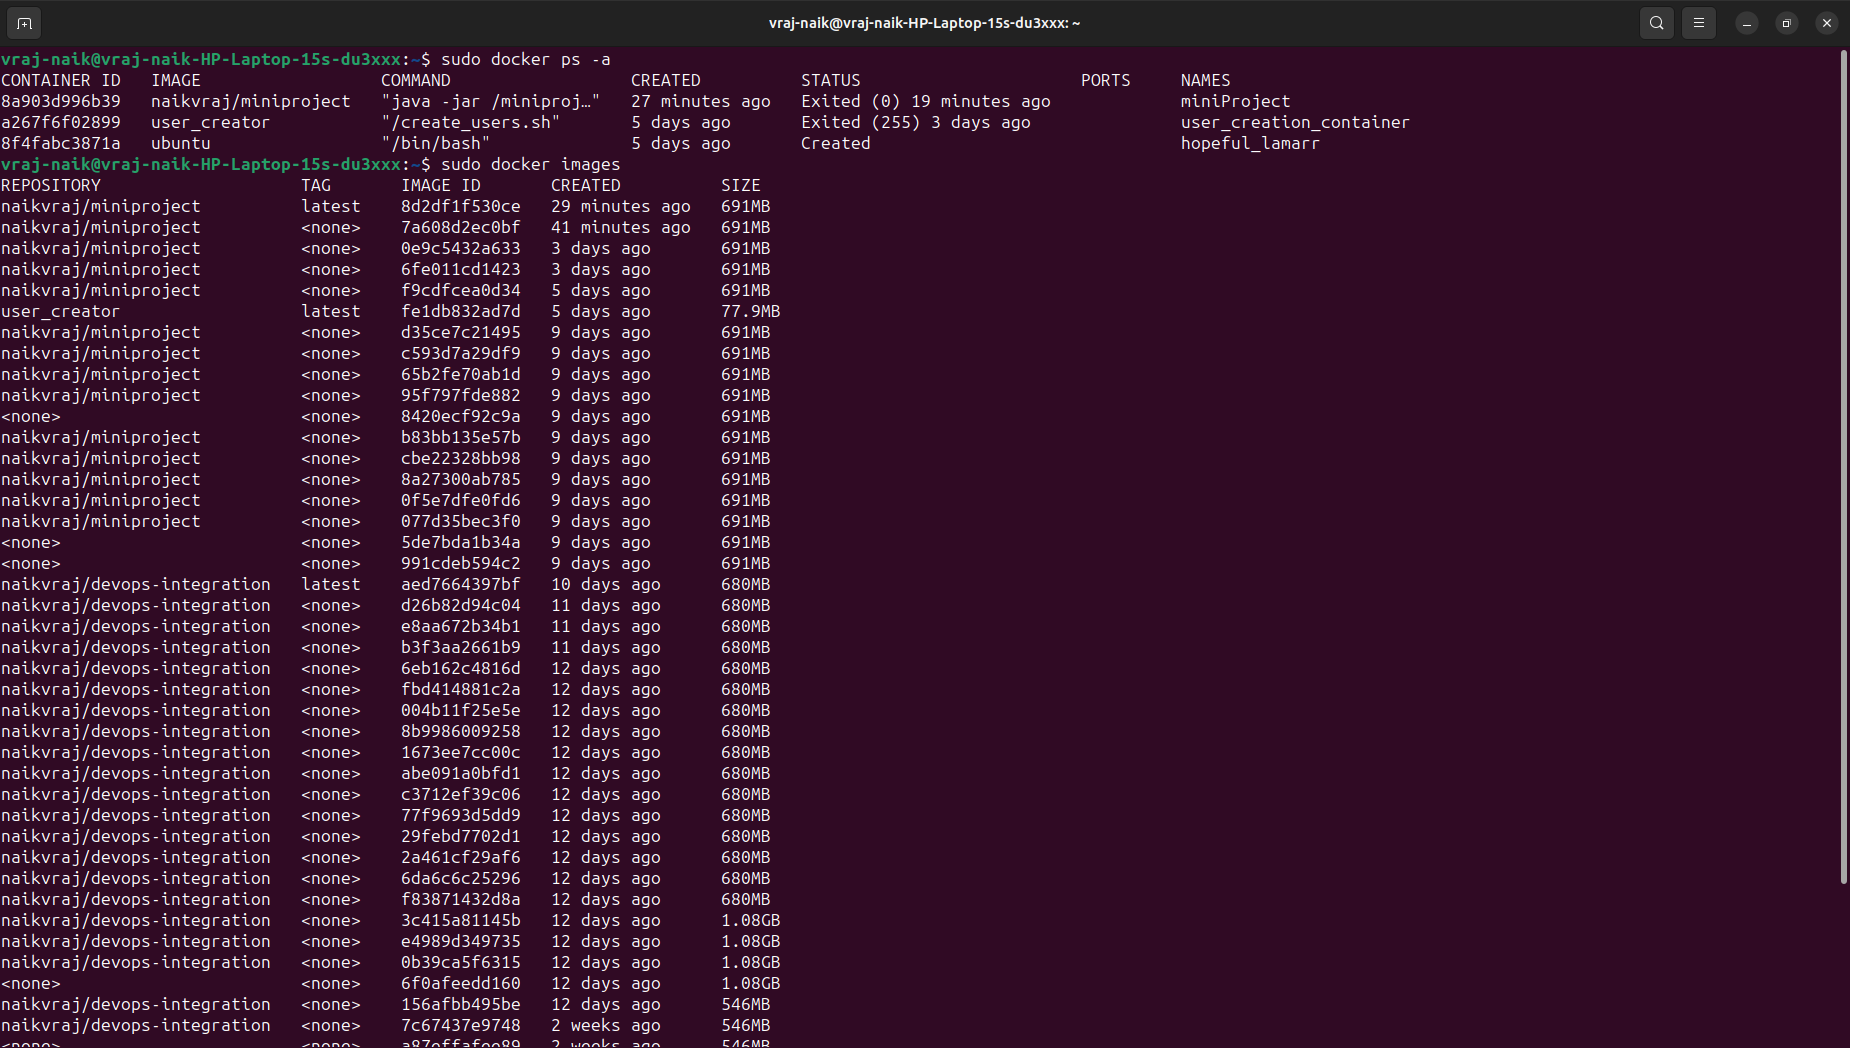 vraj-naik@vraj-naik-HP-Laptop-15s-du3xxx: ~
vraj-naik@vraj-naik-HP-Laptop-15s-du3xxx:~$ sudo docker ps -a
CONTAINER ID   IMAGE                  COMMAND                  CREATED          STATUS                      PORTS     NAMES
8a903d996b39   naikvraj/miniproject   "java -jar /miniproj…"   27 minutes ago   Exited (0) 19 minutes ago             miniProject
a267f6f02899   user_creator           "/create_users.sh"       5 days ago       Exited (255) 3 days ago               user_creation_container
8f4fabc3871a   ubuntu                 "/bin/bash"              5 days ago       Created                               hopeful_lamarr
vraj-naik@vraj-naik-HP-Laptop-15s-du3xxx:~$ sudo docker images
REPOSITORY                    TAG       IMAGE ID       CREATED          SIZE
naikvraj/miniproject          latest    8d2df1f530ce   29 minutes ago   691MB
naikvraj/miniproject          <none>    7a608d2ec0bf   41 minutes ago   691MB
naikvraj/miniproject          <none>    0e9c5432a633   3 days ago       691MB
naikvraj/miniproject          <none>    6fe011cd1423   3 days ago       691MB
naikvraj/miniproject          <none>    f9cdfcea0d34   5 days ago       691MB
user_creator                  latest    fe1db832ad7d   5 days ago       77.9MB
naikvraj/miniproject          <none>    d35ce7c21495   9 days ago       691MB
naikvraj/miniproject          <none>    c593d7a29df9   9 days ago       691MB
naikvraj/miniproject          <none>    65b2fe70ab1d   9 days ago       691MB
naikvraj/miniproject          <none>    95f797fde882   9 days ago       691MB
<none>                        <none>    8420ecf92c9a   9 days ago       691MB
naikvraj/miniproject          <none>    b83bb135e57b   9 days ago       691MB
naikvraj/miniproject          <none>    cbe22328bb98   9 days ago       691MB
naikvraj/miniproject          <none>    8a27300ab785   9 days ago       691MB
naikvraj/miniproject          <none>    0f5e7dfe0fd6   9 days ago       691MB
naikvraj/miniproject          <none>    077d35bec3f0   9 days ago       691MB
<none>                        <none>    5de7bda1b34a   9 days ago       691MB
<none>                        <none>    991cdeb594c2   9 days ago       691MB
naikvraj/devops-integration   latest    aed7664397bf   10 days ago      680MB
naikvraj/devops-integration   <none>    d26b82d94c04   11 days ago      680MB
naikvraj/devops-integration   <none>    e8aa672b34b1   11 days ago      680MB
naikvraj/devops-integration   <none>    b3f3aa2661b9   11 days ago      680MB
naikvraj/devops-integration   <none>    6eb162c4816d   12 days ago      680MB
naikvraj/devops-integration   <none>    fbd414881c2a   12 days ago      680MB
naikvraj/devops-integration   <none>    004b11f25e5e   12 days ago      680MB
naikvraj/devops-integration   <none>    8b9986009258   12 days ago      680MB
naikvraj/devops-integration   <none>    1673ee7cc00c   12 days ago      680MB
naikvraj/devops-integration   <none>    abe091a0bfd1   12 days ago      680MB
naikvraj/devops-integration   <none>    c3712ef39c06   12 days ago      680MB
naikvraj/devops-integration   <none>    77f9693d5dd9   12 days ago      680MB
naikvraj/devops-integration   <none>    29febd7702d1   12 days ago      680MB
naikvraj/devops-integration   <none>    2a461cf29af6   12 days ago      680MB
naikvraj/devops-integration   <none>    6da6c6c25296   12 days ago      680MB
naikvraj/devops-integration   <none>    f83871432d8a   12 days ago      680MB
naikvraj/devops-integration   <none>    3c415a81145b   12 days ago      1.08GB
naikvraj/devops-integration   <none>    e4989d349735   12 days ago      1.08GB
naikvraj/devops-integration   <none>    0b39ca5f6315   12 days ago      1.08GB
<none>                        <none>    6f0afeedd160   12 days ago      1.08GB
naikvraj/devops-integration   <none>    156afbb495be   12 days ago      546MB
naikvraj/devops-integration   <none>    7c67437e9748   2 weeks ago      546MB
<none>                        <none>    2 weeks ago      546MB